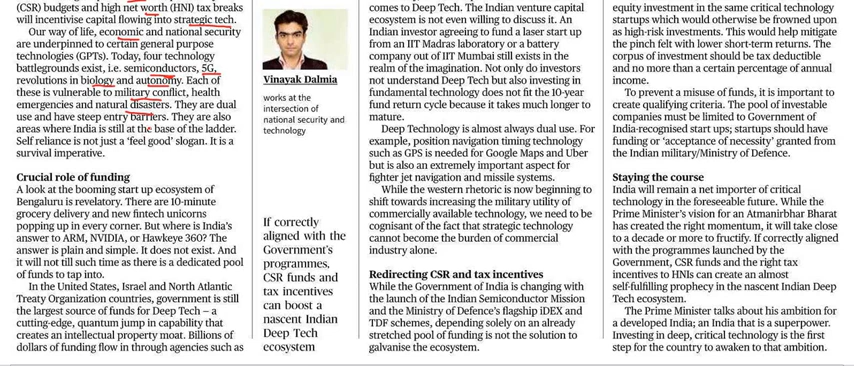 (CSR) budgets and high net worth (HNI) tax breaks
will incentivise capital flowing into strategic tech.
Our way of life, economic and national security
are underpinned to certain general purpose
technologies (GPTs). Today, four technology
battlegrounds exist, i.e. semiconductors, 5G,
revolutions in biology and autonomy. Each of
these is vulnerable to military conflict, health
emergencies and natural disasters. They are dual
use and have steep entry barriers. They are also
areas where India is still at the base of the ladder.
Self reliance is not just a ‘feel good’ slogan. It is a
survival imperative.
Crucial role of funding
A look at the booming start up ecosystem of
Bengaluru is revelatory. There are 10-minute
grocery delivery and new fintech unicorns
popping up in every corner. But where is India’s
answer to ARM, NVIDIA, or Hawkeye 360? The
answer is plain and simple. It does not exist. And
it will not till such time as there is a dedicated pool
of funds to tap into.
In the United States, Israel and North Atlantic
Treaty Organization countries, government is still
the largest source of funds for Deep Tech — a
cutting-edge, quantum jump in capability that
creates an intellectual property moat. Billions of
dollars of funding flow in through agencies such as
Vinayak Dalmia
works at the
intersection of
national security and
technology
If correctly
aligned with the
Government’s
programmes,
CSR funds and
tax incentives
can boost a
nascent Indian
Deep Tech
ecosystem
comes to Deep Tech. The Indian venture capital
ecosystem is not even willing to discuss it. An
Indian investor agreeing to fund a laser start up
from an IIT Madras laboratory or a battery
company out of IIT Mumbai still exists in the
realm of the imagination. Not only do investors
not understand Deep Tech but also investing in
fundamental technology does not fit the 10-year
fund return cycle because it takes much longer to
mature.
Deep Technology is almost always dual use. For
example, position navigation timing technology
such as GPS is needed for Google Maps and Uber
but is also an extremely important aspect for
fighter jet navigation and missile systems.
While the western rhetoric is now beginning to
shift towards increasing the military utility of
commercially available technology, we need to be
cognisant of the fact that strategic technology
cannot become the burden of commercial
industry alone.
Redirecting CSR and tax incentives
While the Government of India is changing with
the launch of the Indian Semiconductor Mission
and the Ministry of Defence’s flagship iDEX and
TDF schemes, depending solely on an already
stretched pool of funding is not the solution to
galvanise the ecosystem.
equity investment in the same critical technology
startups which would otherwise be frowned upon
as high-risk investments. This would help mitigate
the pinch felt with lower short-term returns. The
corpus of investment should be tax deductible
and no more than a certain percentage of annual
income.
To prevent a misuse of funds, it is important to
create qualifying criteria. The pool of investable
companies must be limited to Government of
India-recognised start ups; startups should have
funding or ‘acceptance of necessity’ granted from
the Indian military/Ministry of Defence.
Staying the course
India will remain a net importer of critical
technology in the foreseeable future. While the
Prime Minister’s vision for an Atmanirbhar Bharat
has created the right momentum, it will take close
to a decade or more to fructify. If correctly aligned
with the programmes launched by the
Government, CSR funds and the right tax
incentives to HNIs can create an almost
self-fulfilling prophecy in the nascent Indian Deep
Tech ecosystem.
The Prime Minister talks about his ambition for
a developed India; an India that is a superpower.
Investing in deep, critical technology is the first
step for the country to awaken to that ambition.